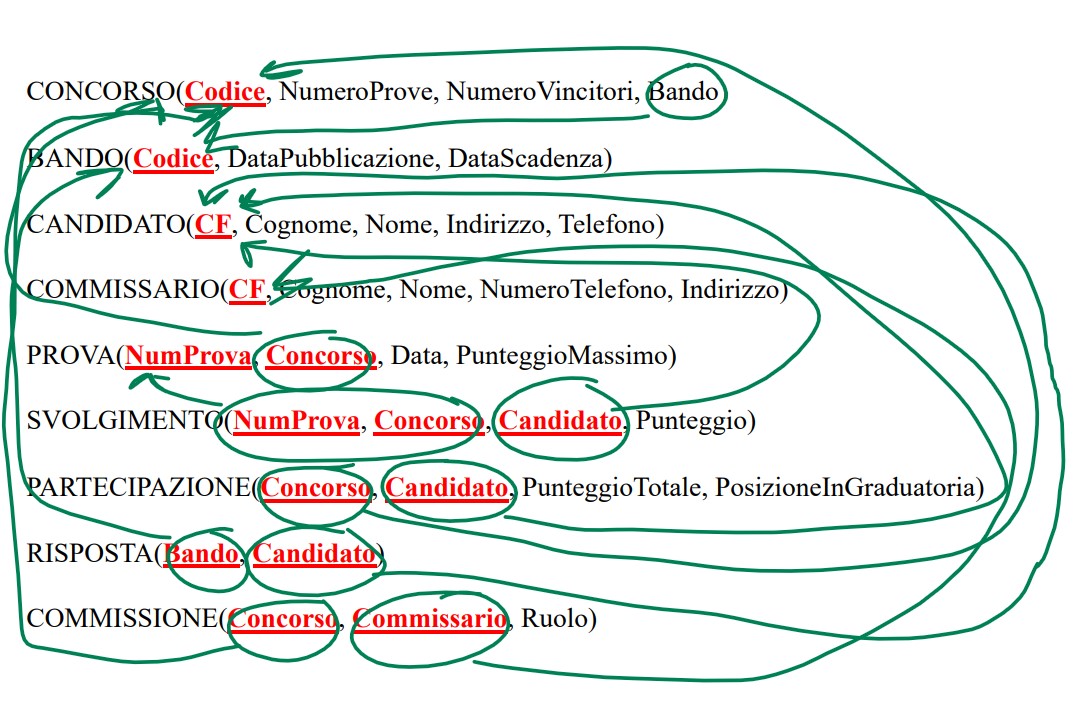 CONCORSO(Codice, NumeroProve, NumeroVincitori, Bando
BANDO(Codice, DataPubblicazione, DataScadenza)
CANDIDATO(CF, Cognome, Nome, Indirizzo, Telefono)
COMMISSARIO(CF, Cognome, Nome, NumeroTelefono, Indirizzo)
PROVA(NumProva, Concorso, Data, PunteggioMassimo)
SVOLGIMENTO(NumProva, Concorso, Candidato, Punteggio)
PARTECIPAZIONE(Concorso, Candidato, PunteggioTotale, PosizioneInGraduatoria)
RISPOSTA(Bando, Candidato)
COMMISSIONE(Concorso, Commissario, Ruolo)